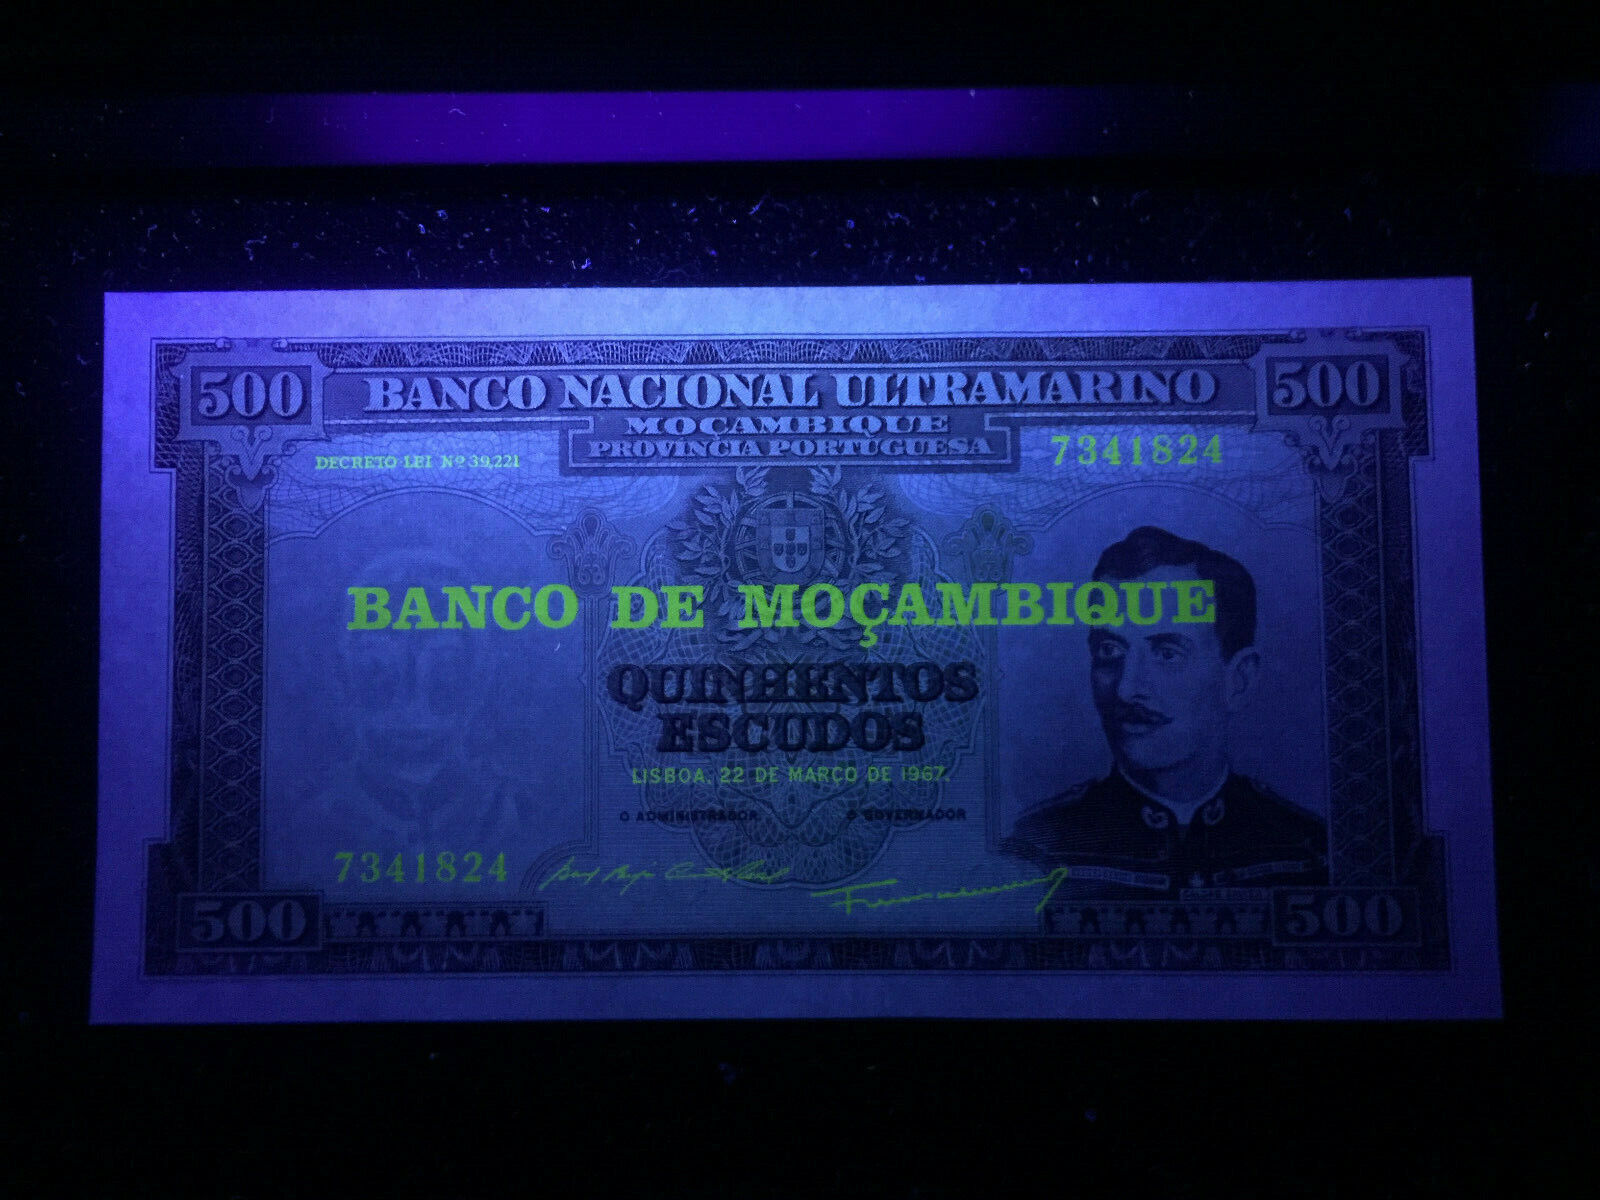 500 BANCO NACIONAL ULTRAMARINO 500
MOÇAMBIQUE
PROVÍNCIA PORTUGUESA
DECRETO-LEI Nº 39,221
7341824
BANCO DE MOÇAMBIQUE
QUINHENTOS
ESCUDOS
LISBOA, 22 DE MARÇO DE 1967.
O ADMINISTRADOR O GOVERNADOR
7341824
500 500